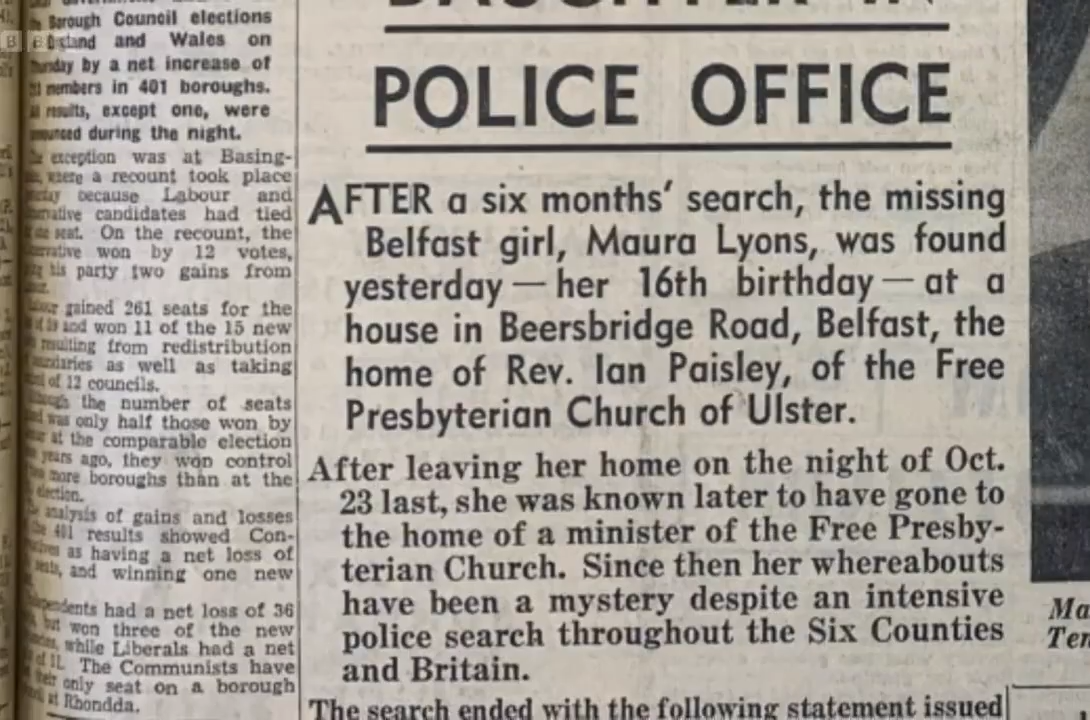 Borough Council elections
and Wales on
by a net increase of
members in 401 boroughs.
results, except one, were
during the night.
exception was at Basing-
where a recount took place
because Labour and
candidates had tied
seat. On the recount, the
won by 12 votes,
his party two gains from
gained 261 seats for the
and won 11 of the 15 new
resulting from redistribution
as well as taking
of 12 councils.
the number of seats
was only half those won by
at the comparable election
years ago, they won control
more boroughs than at the
election.
analysis of gains and losses
401 results showed Con-
as having a net loss of
seats, and winning one new
had a net loss of 36
but won three of the new
while Liberals had a net
of 11. The Communists have
their only seat on a borough
at Rhondda.
POLICE OFFICE
AFTER a six months' search, the missing
Belfast girl, Maura Lyons, was found
yesterday — her 16th birthday — at a
house in Beersbridge Road, Belfast, the
home of Rev. Ian Paisley, of the Free
Presbyterian Church of Ulster.
After leaving her home on the night of Oct.
23 last, she was known later to have gone to
the home of a minister of the Free Presby-
terian Church. Since then her whereabouts
have been a mystery despite an intensive
police search throughout the Six Counties
and Britain.
The search ended with the following statement issued